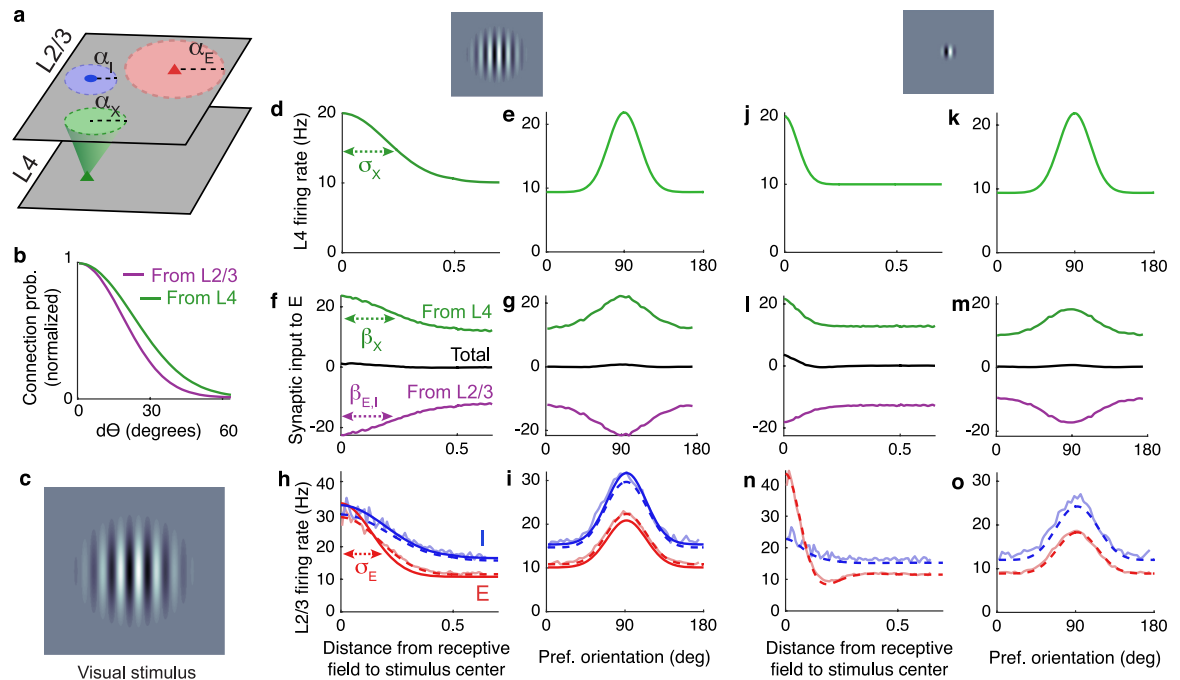 a
L2/3
α_E
α_I
α_X
L4
b
Connection prob.
(normalized)
1
0
From L2/3
From L4
0
30
60
dΘ (degrees)
c
Visual stimulus
d
L4 firing rate (Hz)
20
10
0
σ_X
0
0.5
e
20
10
0
0
90
180
f
Synaptic input to E
20
0
-20
From L4
β_X
Total
β_E,I
From L2/3
0
0.5
g
20
0
-20
0
90
180
h
L2/3 firing rate (Hz)
40
30
20
10
0
I
σ_E
E
0
0.5
Distance from receptive
field to stimulus center
i
30
20
10
0
0
90
180
Pref. orientation (deg)
j
20
10
0
0
0.5
k
20
10
0
0
90
180
l
20
0
-20
0
0.5
m
20
0
-20
0
90
180
n
40
30
20
10
0
0
0.5
Distance from receptive
field to stimulus center
o
30
20
10
0
0
90
180
Pref. orientation (deg)